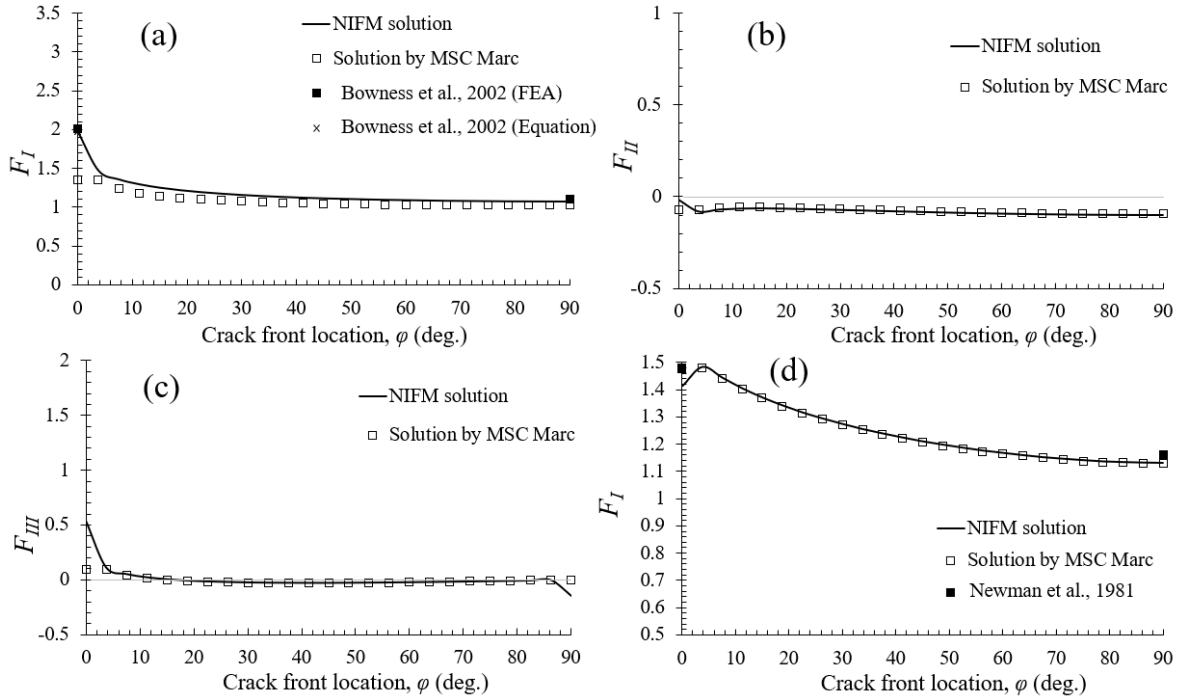 (a)
3.5
3
2.5
2
1.5
1
0.5
0
F_I
NIFM solution
Solution by MSC Marc
Bowness et al., 2002 (FEA)
Bowness et al., 2002 (Equation)
0 10 20 30 40 50 60 70 80 90
Crack front location, φ (deg.)
(b)
1
0.5
0
-0.5
F_II
NIFM solution
Solution by MSC Marc
0 10 20 30 40 50 60 70 80 90
Crack front location, φ (deg.)
(c)
2
1.5
1
0.5
0
-0.5
F_III
NIFM solution
Solution by MSC Marc
0 10 20 30 40 50 60 70 80 90
Crack front location, φ (deg.)
(d)
1.5
1.4
1.3
1.2
1.1
1
0.9
0.8
0.7
0.6
0.5
F_I
NIFM solution
Solution by MSC Marc
Newman et al., 1981
0 10 20 30 40 50 60 70 80 90
Crack front location, φ (deg.)